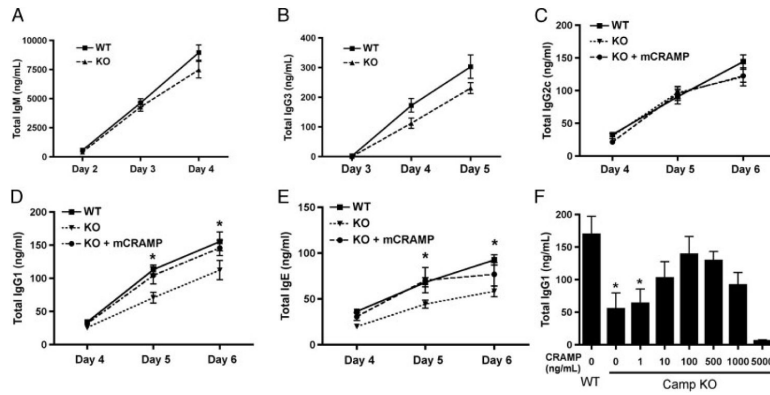 A
WT
KO
Total IgM (ng/mL)
10000
7500
5000
2500
0
Day 2 Day 3 Day 4
B
WT
KO
Total IgG3 (ng/mL)
400
300
200
100
0
Day 3 Day 4 Day 5
C
WT
KO
KO + mCRAMP
Total IgG2c (ng/ml)
200
150
100
50
0
Day 4 Day 5 Day 6
D
WT
KO
KO + mCRAMP
Total IgG1 (ng/ml)
200
150
100
50
0
* *
Day 4 Day 5 Day 6
E
WT
KO
KO + mCRAMP
Total IgE (ng/ml)
150
100
50
0
* *
Day 4 Day 5 Day 6
F
Total IgG1 (ng/mL)
200
150
100
50
0
* *
CRAMP 0 0 1 10 100 500 1000 5000
(ng/mL)
WT Camp KO